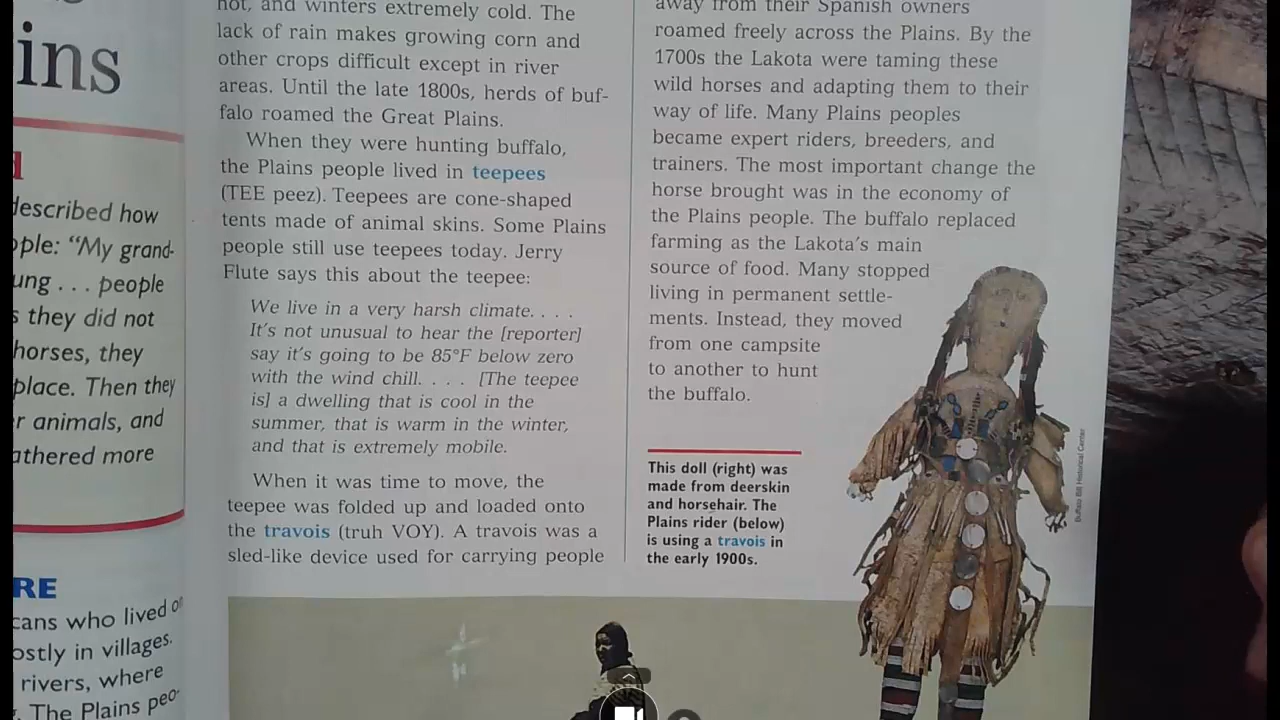 ins
described how
ople: "My grand-
ung . . . people
s they did not
horses, they
place. Then they
r animals, and
athered more
RE
cans who lived on
ostly in villages.
rivers, where
. The Plains peo-
hot, and winters extremely cold. The
lack of rain makes growing corn and
other crops difficult except in river
areas. Until the late 1800s, herds of buf-
falo roamed the Great Plains.
When they were hunting buffalo,
the Plains people lived in teepees
(TEE peez). Teepees are cone-shaped
tents made of animal skins. Some Plains
people still use teepees today. Jerry
Flute says this about the teepee:
We live in a very harsh climate. . . .
It's not unusual to hear the [reporter]
say it's going to be 85°F below zero
with the wind chill. . . . [The teepee
is] a dwelling that is cool in the
summer, that is warm in the winter,
and that is extremely mobile.
When it was time to move, the
teepee was folded up and loaded onto
the travois (truh VOY). A travois was a
sled-like device used for carrying people
away from their Spanish owners
roamed freely across the Plains. By the
1700s the Lakota were taming these
wild horses and adapting them to their
way of life. Many Plains peoples
became expert riders, breeders, and
trainers. The most important change the
horse brought was in the economy of
the Plains people. The buffalo replaced
farming as the Lakota's main
source of food. Many stopped
living in permanent settle-
ments. Instead, they moved
from one campsite
to another to hunt
the buffalo.
This doll (right) was
made from deerskin
and horsehair. The
Plains rider (below)
is using a travois in
the early 1900s.
Buffalo Bill Historical Center